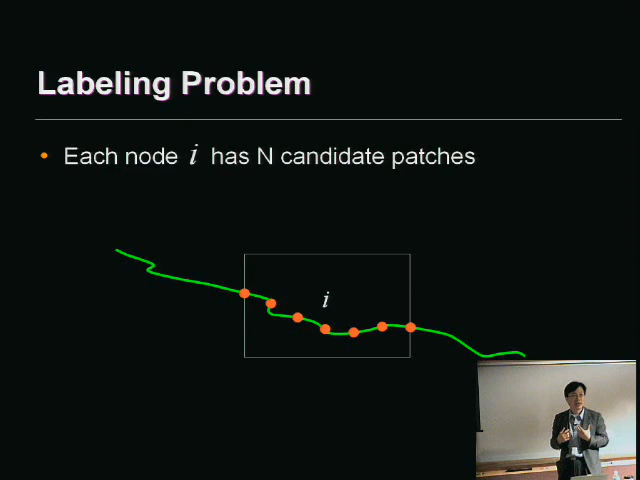 Labeling Problem
• Each node i has N candidate patches
i